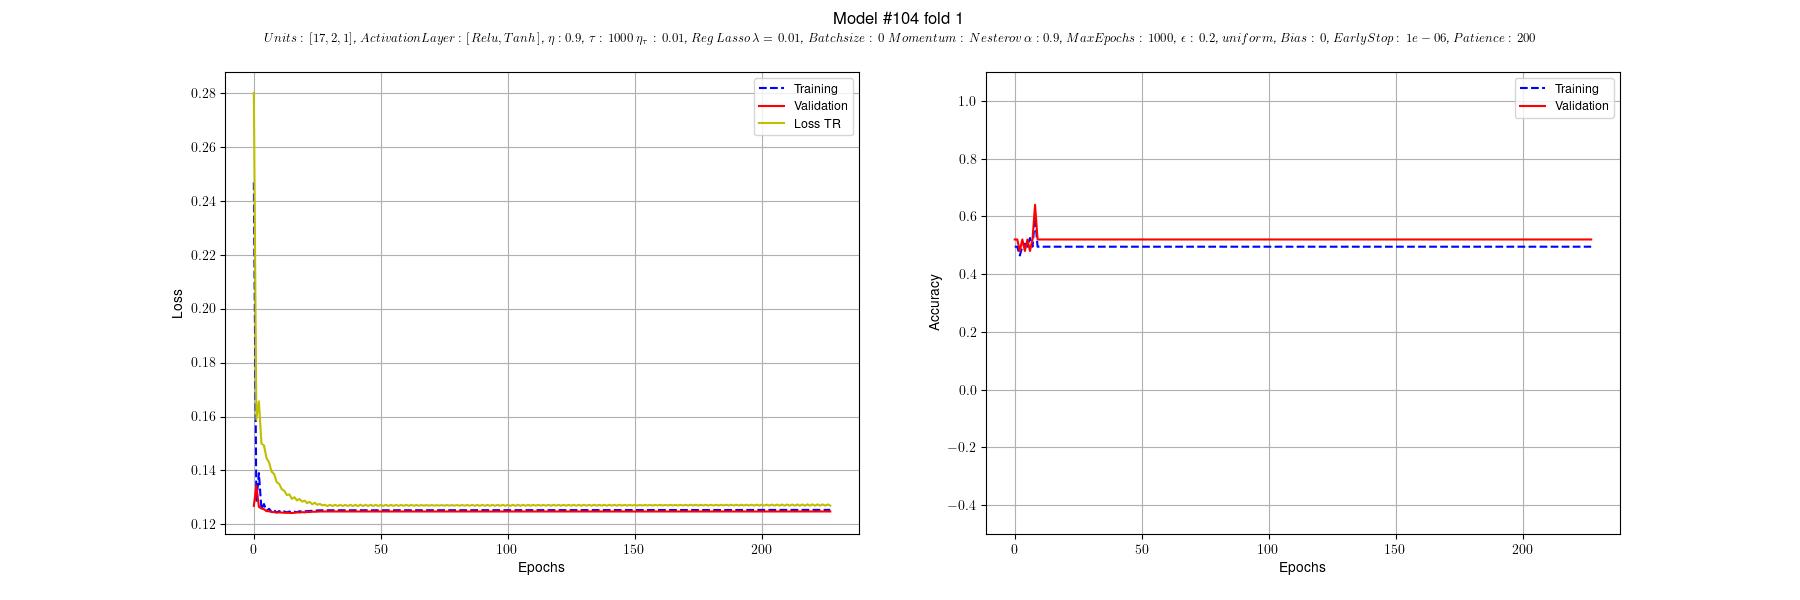 Model #104 fold 1
Units : [17, 2, 1], ActivationLayer : [Relu, Tanh], η : 0.9, τ : 1000 η_τ : 0.01, Reg Lasso λ = 0.01, Batchsize : 0 Momentum : Nesterov α : 0.9, MaxEpochs : 1000, ϵ : 0.2, uniform, Bias : 0, EarlyStop : 1e − 06, Patience : 200
Training
Validation
Loss TR
0.28
0.26
0.24
0.22
0.20
0.18
0.16
0.14
0.12
Loss
0 50 100 150 200
Epochs
Training
Validation
1.0
0.8
0.6
0.4
0.2
0.0
−0.2
−0.4
Accuracy
0 50 100 150 200
Epochs